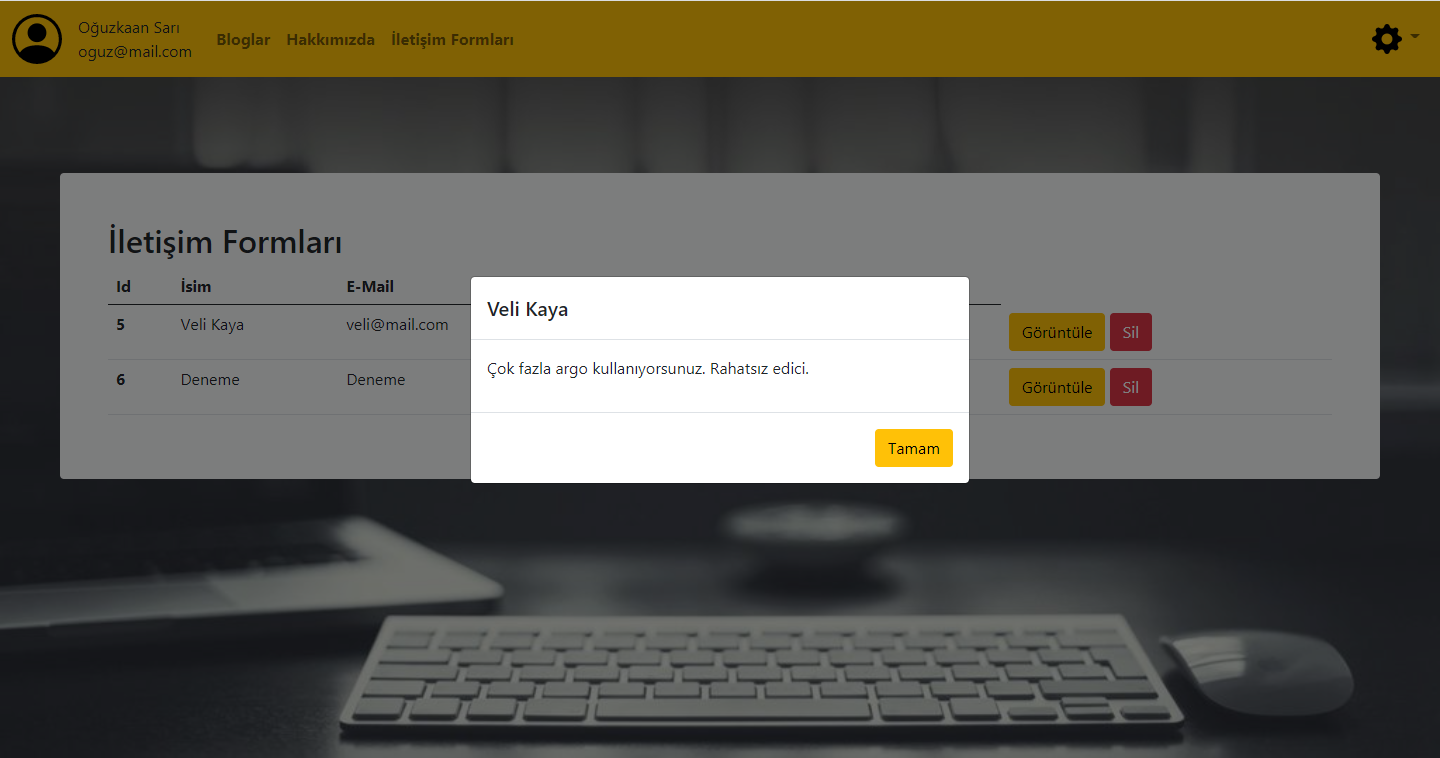 Oğuzkaan Sarı
oguz@mail.com
Bloglar Hakkımızda İletişim Formları
İletişim Formları
Id İsim E-Mail
5 Veli Kaya veli@mail.com Görüntüle Sil
6 Deneme Deneme Görüntüle Sil
Veli Kaya
Çok fazla argo kullanıyorsunuz. Rahatsız edici.
Tamam